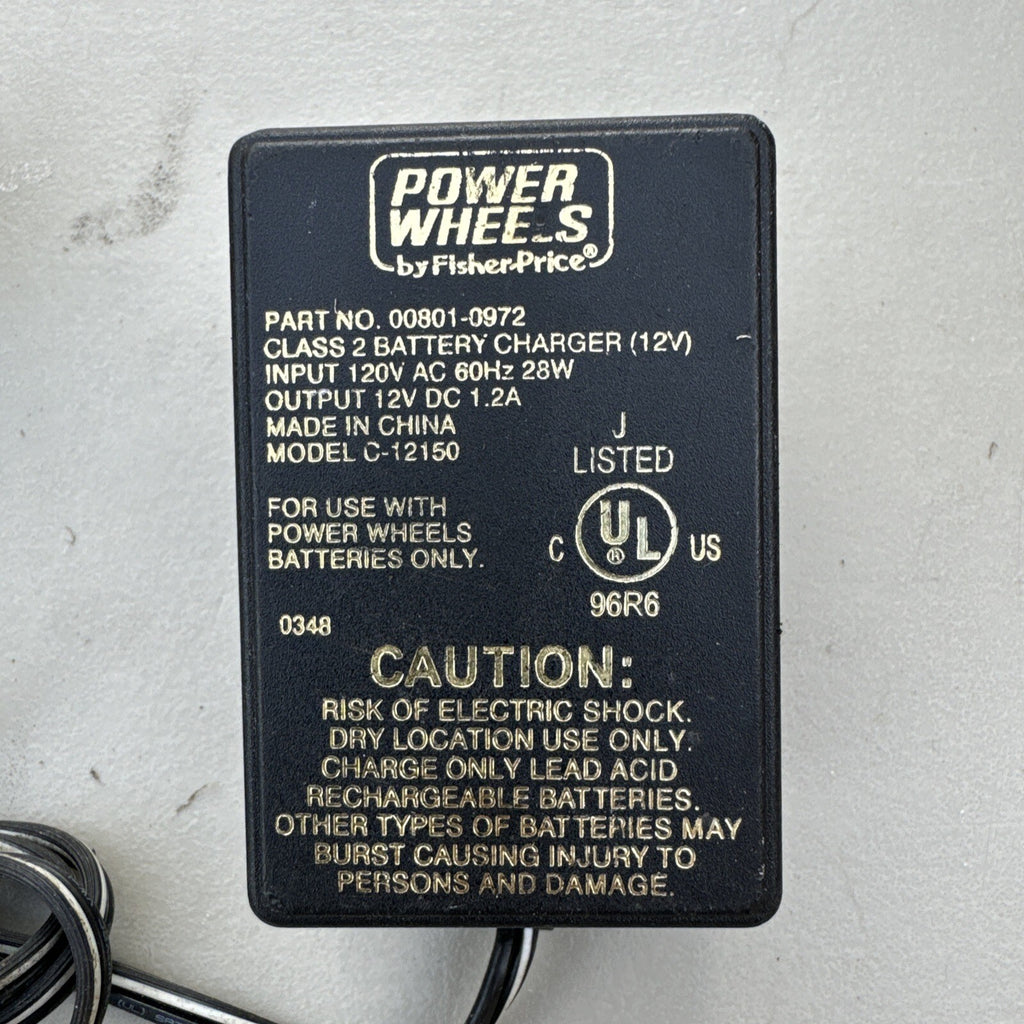 POWER
WHEELS
by Fisher-Price®
PART NO. 00801-0972
CLASS 2 BATTERY CHARGER (12V)
INPUT 120V AC 60Hz 28W
OUTPUT 12V DC 1.2A
MADE IN CHINA
MODEL C-12150
J
LISTED
FOR USE WITH
POWER WHEELS
BATTERIES ONLY.
C UL® US
96R6
0348
CAUTION:
RISK OF ELECTRIC SHOCK.
DRY LOCATION USE ONLY.
CHARGE ONLY LEAD ACID
RECHARGEABLE BATTERIES.
OTHER TYPES OF BATTERIES MAY
BURST CAUSING INJURY TO
PERSONS AND DAMAGE.
(UL)